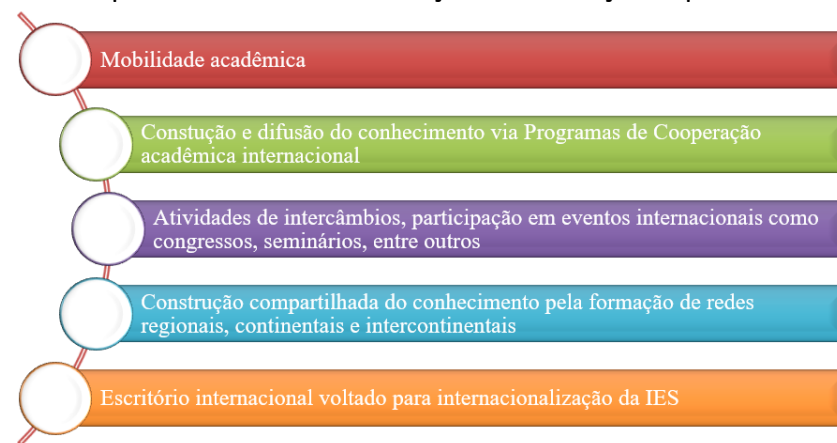 Mobilidade acadêmica
Constução e difusão do conhecimento via Programas de Cooperação
acadêmica internacional
Atividades de intercâmbios, participação em eventos internacionais como
congressos, seminários, entre outros
Construção compartilhada do conhecimento pela formação de redes
regionais, continentais e intercontinentais
Escritório internacional voltado para internacionalização da IES